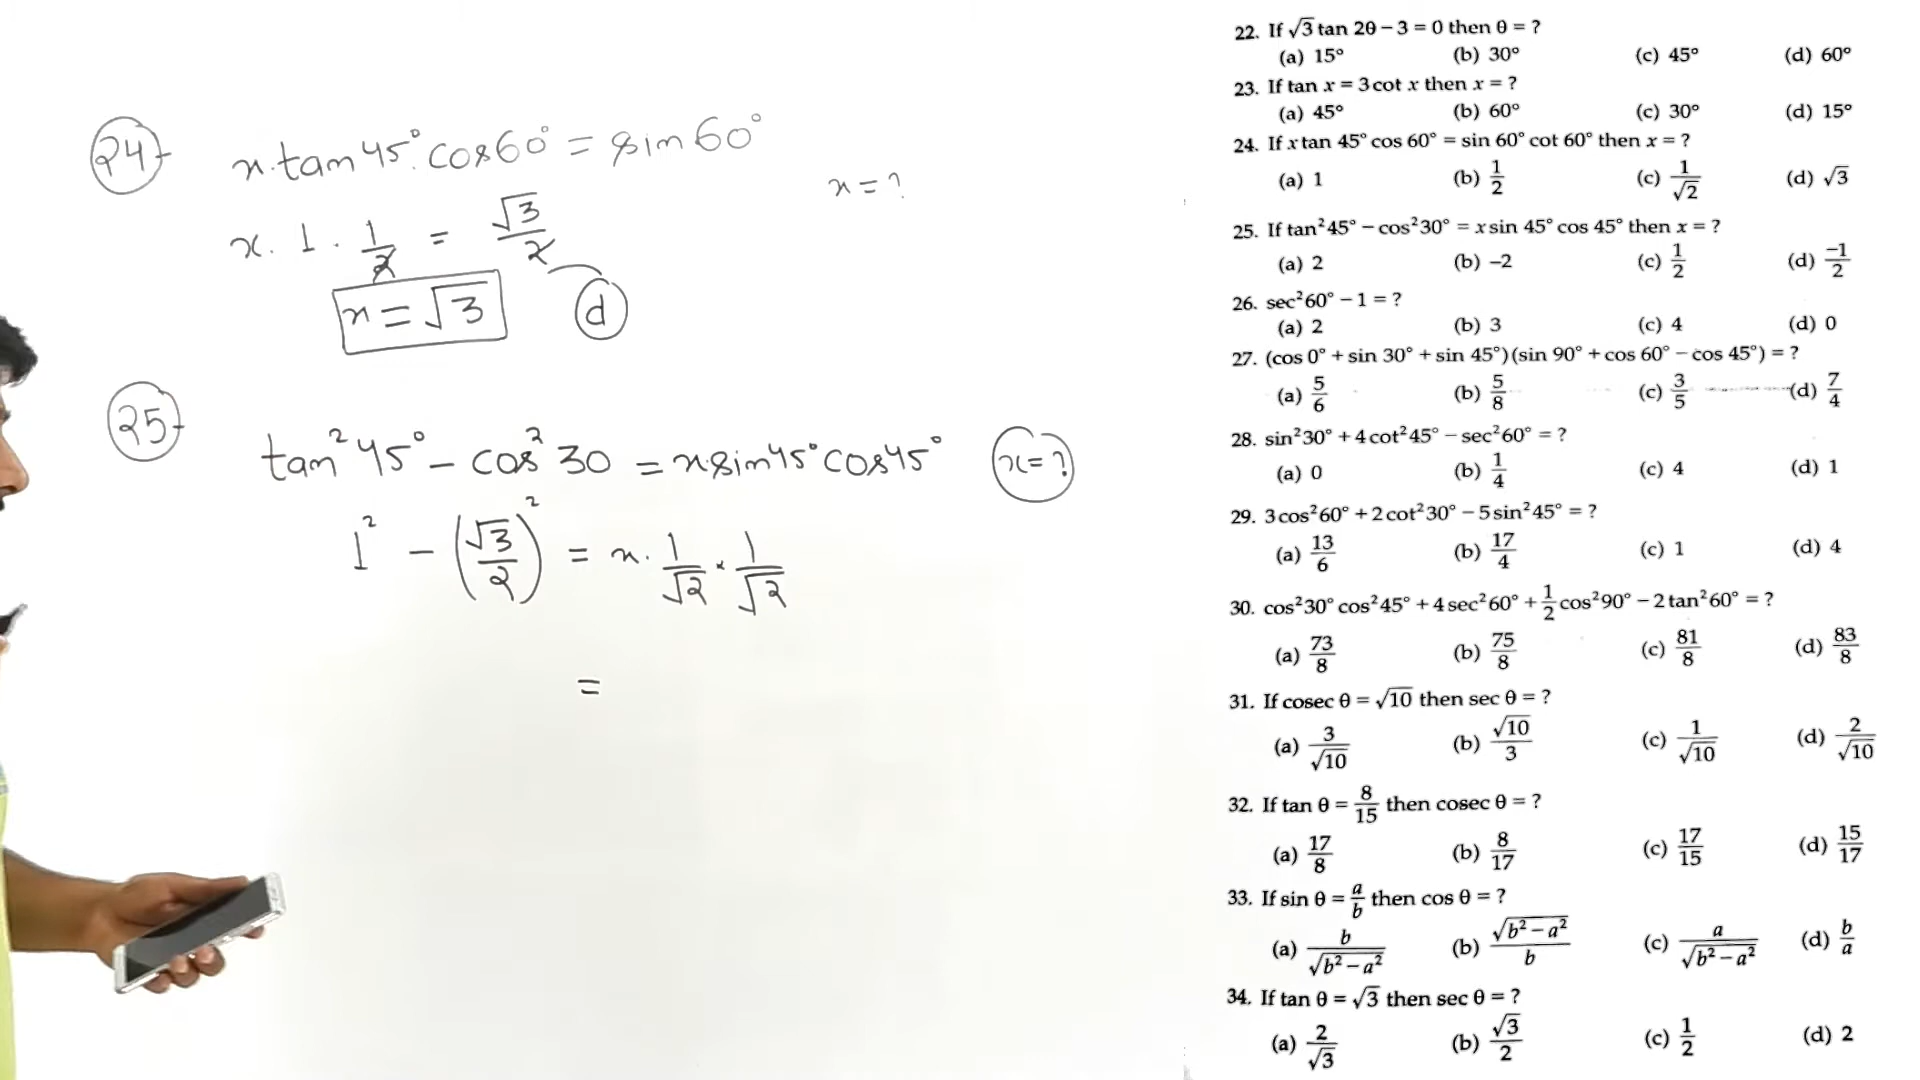 24 x.tan45°.cos60° = sin60°
x=?
x. 1 . 1/2 = √3/2
x = √3 d
25 tan²45° - cos²30 = x.sin45°cos45° x=?
1² - (√3/2)² = x. 1/√2 × 1/√2
=
22. If √3 tan 2θ – 3 = 0 then θ = ?
(a) 15° (b) 30° (c) 45° (d) 60°
23. If tan x = 3 cot x then x = ?
(a) 45° (b) 60° (c) 30° (d) 15°
24. If x tan 45° cos 60° = sin 60° cot 60° then x = ?
(a) 1 (b) 1/2 (c) 1/√2 (d) √3
25. If tan²45° – cos²30° = x sin 45° cos 45° then x = ?
(a) 2 (b) –2 (c) 1/2 (d) –1/2
26. sec²60° – 1 = ?
(a) 2 (b) 3 (c) 4 (d) 0
27. (cos 0° + sin 30° + sin 45°)(sin 90° + cos 60° – cos 45°) = ?
(a) 5/6 (b) 5/8 (c) 3/5 (d) 7/4
28. sin²30° + 4 cot²45° – sec²60° = ?
(a) 0 (b) 1/4 (c) 4 (d) 1
29. 3 cos²60° + 2 cot²30° – 5 sin²45° = ?
(a) 13/6 (b) 17/4 (c) 1 (d) 4
30. cos²30° cos²45° + 4 sec²60° + 1/2 cos²90° – 2 tan²60° = ?
(a) 73/8 (b) 75/8 (c) 81/8 (d) 83/8
31. If cosec θ = √10 then sec θ = ?
(a) 3/√10 (b) √10/3 (c) 1/√10 (d) 2/√10
32. If tan θ = 8/15 then cosec θ = ?
(a) 17/8 (b) 8/17 (c) 17/15 (d) 15/17
33. If sin θ = a/b then cos θ = ?
(a) b/√(b² – a²) (b) √(b² – a²)/b (c) a/√(b² – a²) (d) b/a
34. If tan θ = √3 then sec θ = ?
(a) 2/√3 (b) √3/2 (c) 1/2 (d) 2